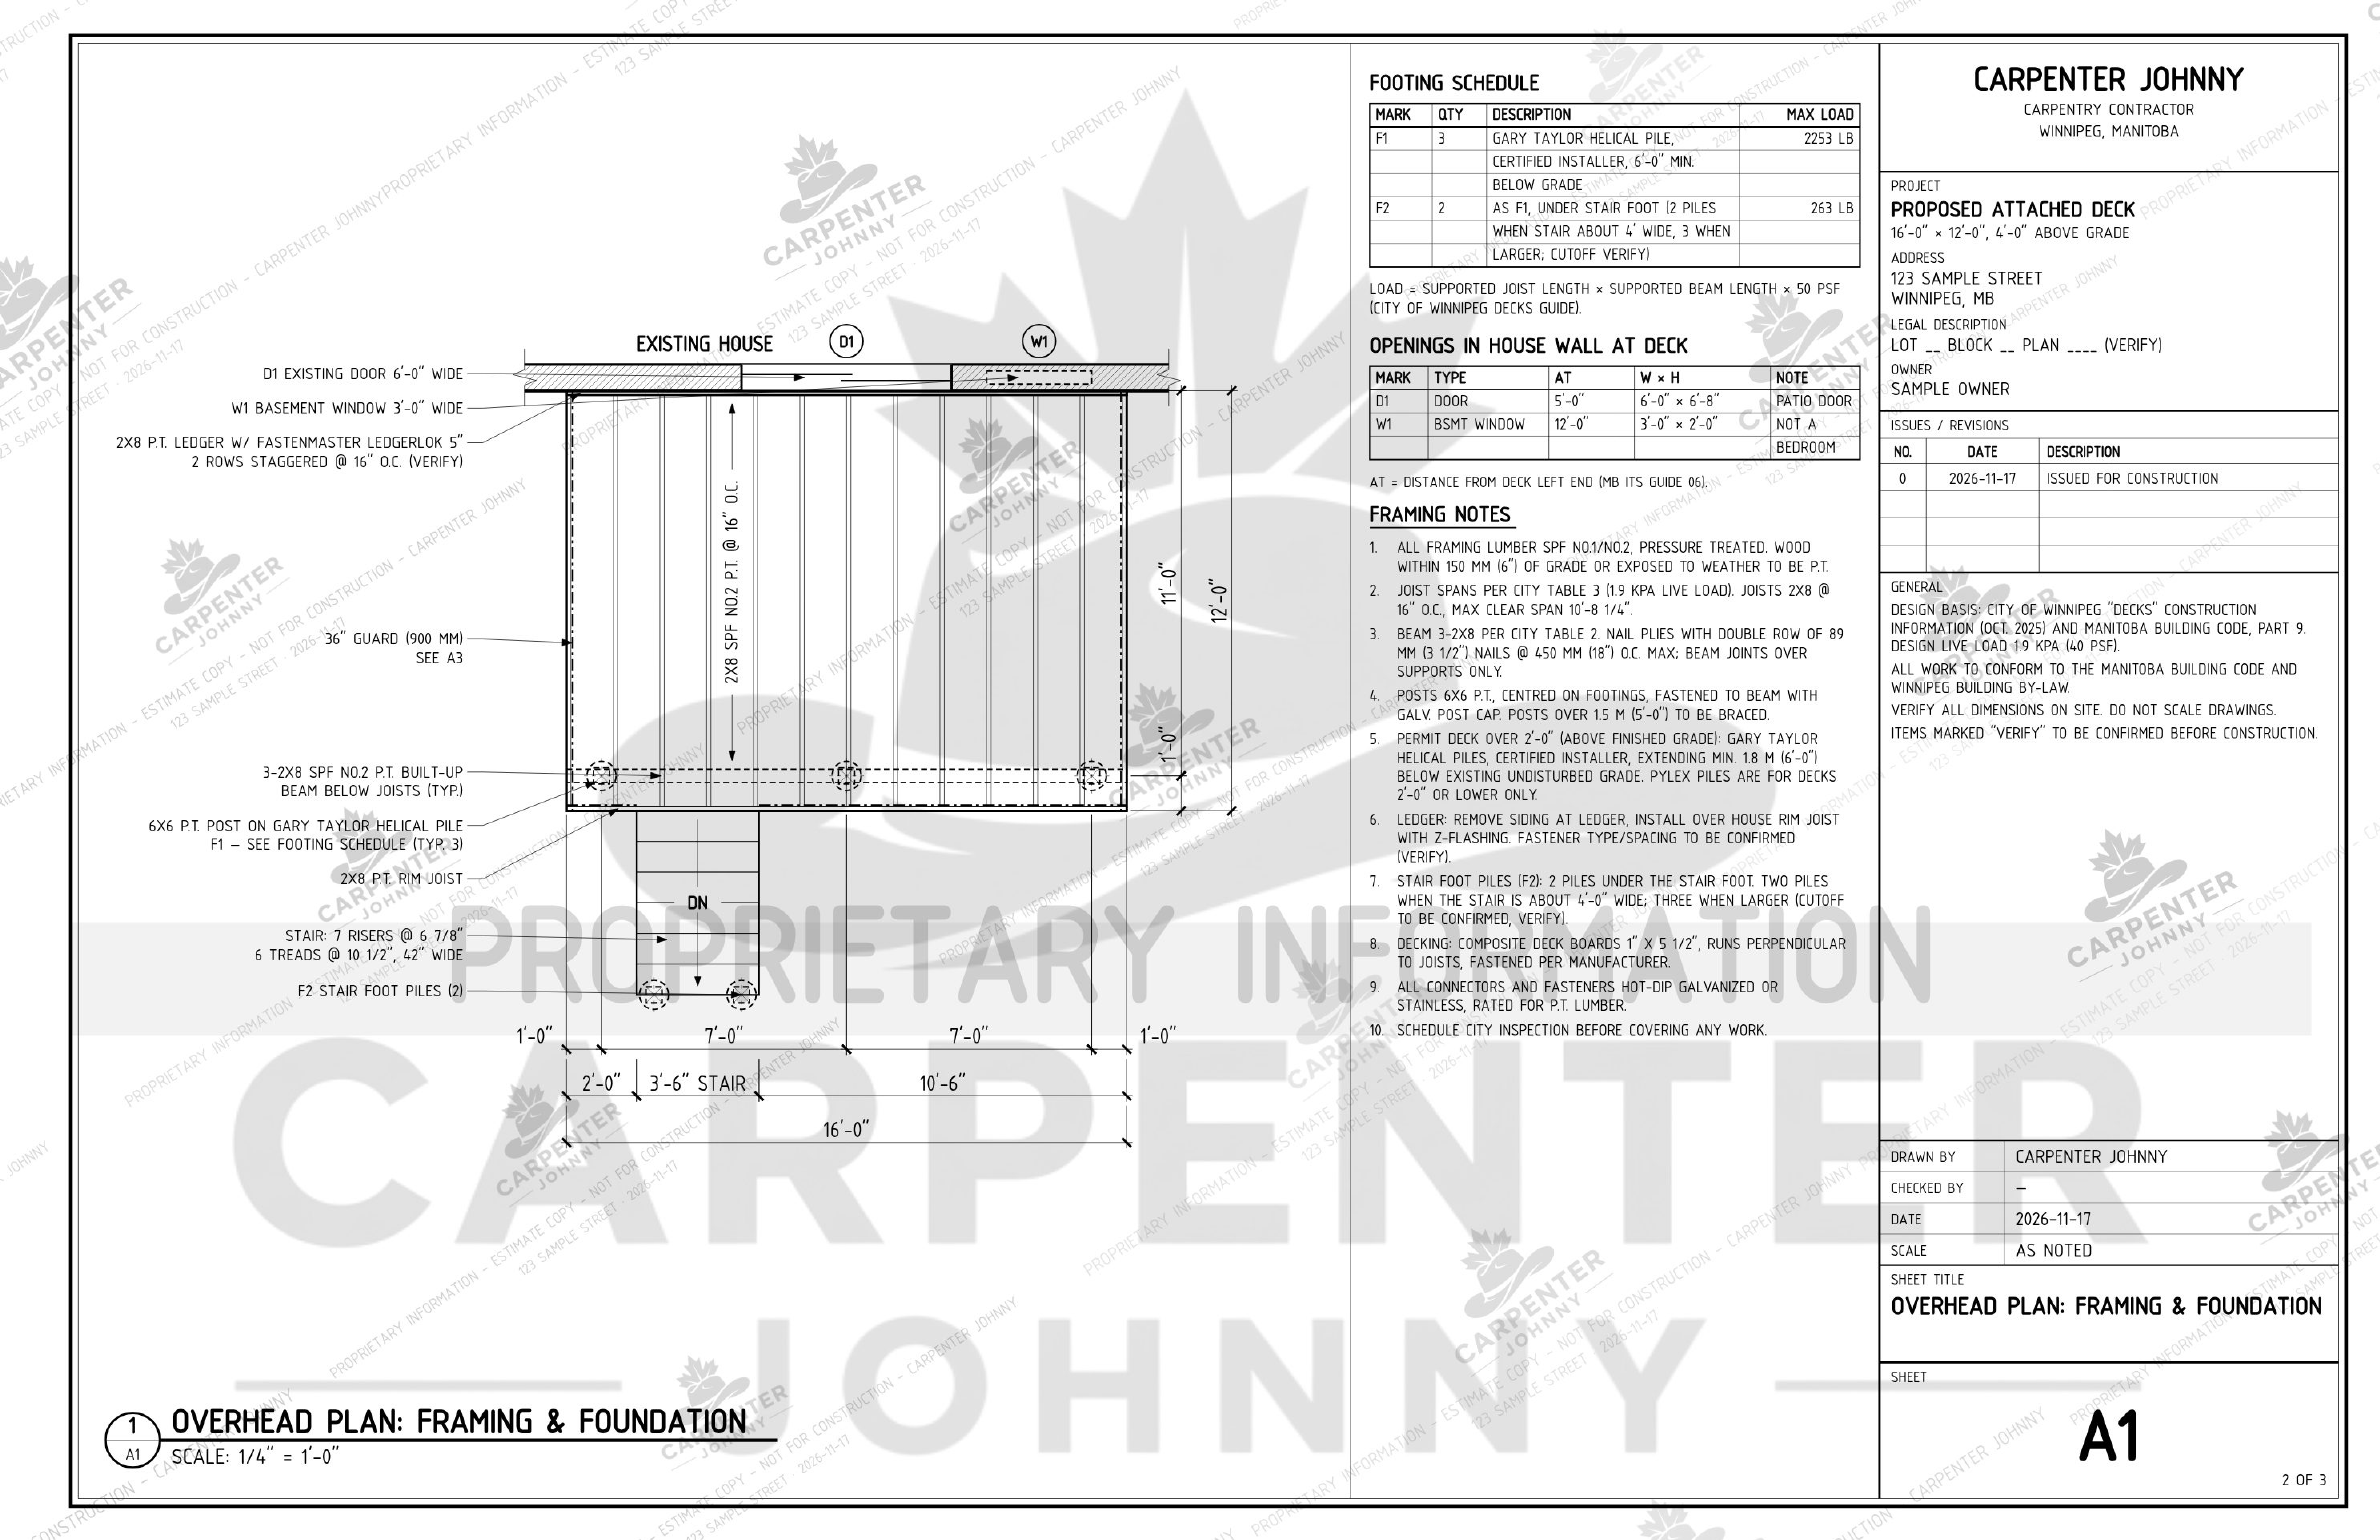 EXISTING HOUSE
D1
W1
D1 EXISTING DOOR 6'-0" WIDE
W1 BASEMENT WINDOW 3'-0" WIDE
2X8 P.T. LEDGER W/ FASTENMASTER LEDGERLOK 5"
2 ROWS STAGGERED @ 16" O.C. (VERIFY)
2X8 SPF NO.2 P.T. @ 16" O.C.
36" GUARD (900 MM)
SEE A3
11'-0"
12'-0"
1'-0"
3-2X8 SPF NO.2 P.T. BUILT-UP
BEAM BELOW JOISTS (TYP.)
6X6 P.T. POST ON GARY TAYLOR HELICAL PILE
F1 – SEE FOOTING SCHEDULE (TYP. 3)
2X8 P.T. RIM JOIST
DN
STAIR: 7 RISERS @ 6 7/8"
6 TREADS @ 10 1/2", 42" WIDE
F2 STAIR FOOT PILES (2)
1'-0" 7'-0" 7'-0" 1'-0"
2'-0" 3'-6" STAIR 10'-6"
16'-0"
1
A1
OVERHEAD PLAN: FRAMING & FOUNDATION
SCALE: 1/4" = 1'-0"
FOOTING SCHEDULE
MARK QTY DESCRIPTION MAX LOAD
F1 3 GARY TAYLOR HELICAL PILE, 2253 LB
CERTIFIED INSTALLER, 6'-0" MIN.
BELOW GRADE
F2 2 AS F1, UNDER STAIR FOOT (2 PILES 263 LB
WHEN STAIR ABOUT 4' WIDE, 3 WHEN
LARGER; CUTOFF VERIFY)
LOAD = SUPPORTED JOIST LENGTH × SUPPORTED BEAM LENGTH × 50 PSF
(CITY OF WINNIPEG DECKS GUIDE).
OPENINGS IN HOUSE WALL AT DECK
MARK TYPE AT W × H NOTE
D1 DOOR 5'-0" 6'-0" × 6'-8" PATIO DOOR
W1 BSMT WINDOW 12'-0" 3'-0" × 2'-0" NOT A
BEDROOM
AT = DISTANCE FROM DECK LEFT END (MB ITS GUIDE 06).
FRAMING NOTES
1. ALL FRAMING LUMBER SPF NO.1/NO.2, PRESSURE TREATED. WOOD
WITHIN 150 MM (6") OF GRADE OR EXPOSED TO WEATHER TO BE P.T.
2. JOIST SPANS PER CITY TABLE 3 (1.9 KPA LIVE LOAD). JOISTS 2X8 @
16" O.C., MAX CLEAR SPAN 10'-8 1/4".
3. BEAM 3-2X8 PER CITY TABLE 2. NAIL PLIES WITH DOUBLE ROW OF 89
MM (3 1/2") NAILS @ 450 MM (18") O.C. MAX; BEAM JOINTS OVER
SUPPORTS ONLY.
4. POSTS 6X6 P.T., CENTRED ON FOOTINGS, FASTENED TO BEAM WITH
GALV. POST CAP. POSTS OVER 1.5 M (5'-0") TO BE BRACED.
5. PERMIT DECK OVER 2'-0" (ABOVE FINISHED GRADE): GARY TAYLOR
HELICAL PILES, CERTIFIED INSTALLER, EXTENDING MIN. 1.8 M (6'-0")
BELOW EXISTING UNDISTURBED GRADE. PYLEX PILES ARE FOR DECKS
2'-0" OR LOWER ONLY.
6. LEDGER: REMOVE SIDING AT LEDGER, INSTALL OVER HOUSE RIM JOIST
WITH Z-FLASHING. FASTENER TYPE/SPACING TO BE CONFIRMED
(VERIFY).
7. STAIR FOOT PILES (F2): 2 PILES UNDER THE STAIR FOOT. TWO PILES
WHEN THE STAIR IS ABOUT 4'-0" WIDE; THREE WHEN LARGER (CUTOFF
TO BE CONFIRMED, VERIFY).
8. DECKING: COMPOSITE DECK BOARDS 1" X 5 1/2", RUNS PERPENDICULAR
TO JOISTS, FASTENED PER MANUFACTURER.
9. ALL CONNECTORS AND FASTENERS HOT-DIP GALVANIZED OR
STAINLESS, RATED FOR P.T. LUMBER.
10. SCHEDULE CITY INSPECTION BEFORE COVERING ANY WORK.
CARPENTER JOHNNY
CARPENTRY CONTRACTOR
WINNIPEG, MANITOBA
PROJECT
PROPOSED ATTACHED DECK
16'-0" × 12'-0", 4'-0" ABOVE GRADE
ADDRESS
123 SAMPLE STREET
WINNIPEG, MB
LEGAL DESCRIPTION
LOT __ BLOCK __ PLAN ____ (VERIFY)
OWNER
SAMPLE OWNER
ISSUES / REVISIONS
NO. DATE DESCRIPTION
0 2026-11-17 ISSUED FOR CONSTRUCTION
GENERAL
DESIGN BASIS: CITY OF WINNIPEG "DECKS" CONSTRUCTION
INFORMATION (OCT. 2025) AND MANITOBA BUILDING CODE, PART 9.
DESIGN LIVE LOAD 1.9 KPA (40 PSF).
ALL WORK TO CONFORM TO THE MANITOBA BUILDING CODE AND
WINNIPEG BUILDING BY-LAW.
VERIFY ALL DIMENSIONS ON SITE. DO NOT SCALE DRAWINGS.
ITEMS MARKED "VERIFY" TO BE CONFIRMED BEFORE CONSTRUCTION.
DRAWN BY CARPENTER JOHNNY
CHECKED BY –
DATE 2026-11-17
SCALE AS NOTED
SHEET TITLE
OVERHEAD PLAN: FRAMING & FOUNDATION
SHEET
A1
2 OF 3
PROPRIETARY INFORMATION
CARPENTER
JOHNNY
PROPRIETARY INFORMATION - ESTIMATE COPY - NOT FOR CONSTRUCTION - CARPENTER JOHNNY
123 SAMPLE STREET · 2026-11-17